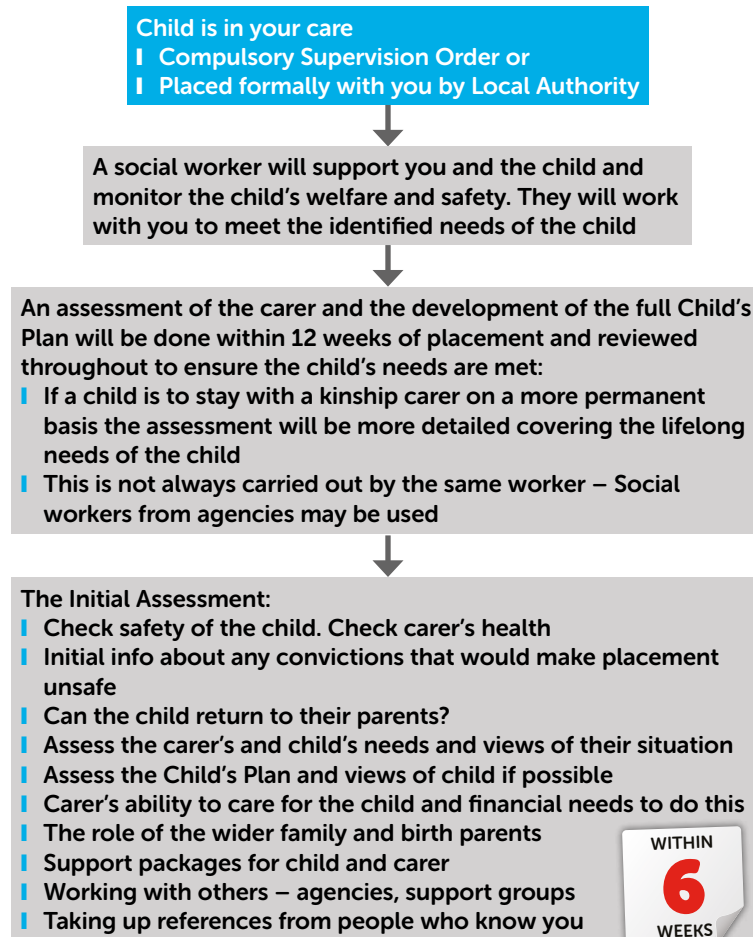 Child is in your care
Compulsory Supervision Order or
Placed formally with you by Local Authority
A social worker will support you and the child and
monitor the child's welfare and safety. They will work
with you to meet the identified needs of the child
An assessment of the carer and the development of the full Child's
Plan will be done within 12 weeks of placement and reviewed
throughout to ensure the child's needs are met:
If a child is to stay with a kinship carer on a more permanent
basis the assessment will be more detailed covering the lifelong
needs of the child
This is not always carried out by the same worker – Social
workers from agencies may be used
The Initial Assessment:
Check safety of the child. Check carer's health
Initial info about any convictions that would make placement
unsafe
Can the child return to their parents?
Assess the carer's and child's needs and views of their situation
Assess the Child's Plan and views of child if possible
Carer's ability to care for the child and financial needs to do this
The role of the wider family and birth parents
Support packages for child and carer
Working with others – agencies, support groups
Taking up references from people who know you
WITHIN
6
WEEKS